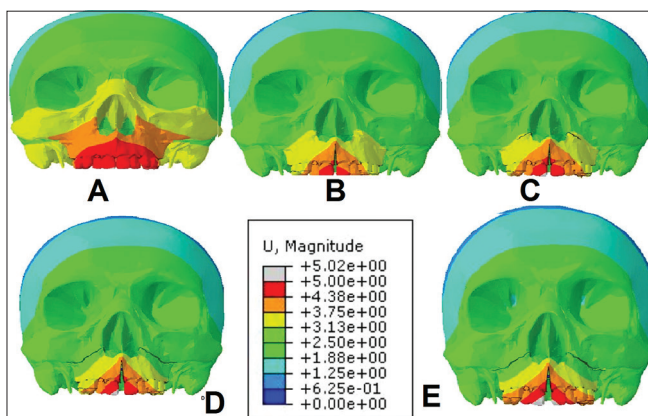 A
B
C
D
E
U, Magnitude
+5.02e+00
+5.00e+00
+4.38e+00
+3.75e+00
+3.13e+00
+2.50e+00
+1.88e+00
+1.25e+00
+6.25e-01
+0.00e+00